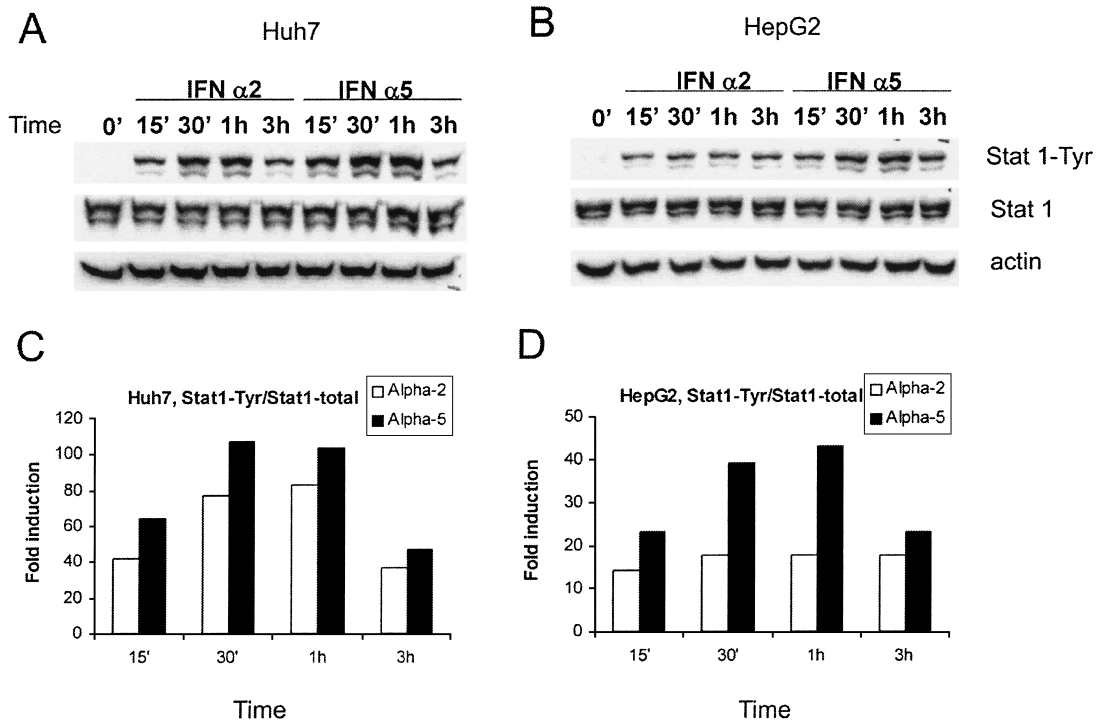 A
Huh7
IFN α2 IFN α5
Time 0' 15' 30' 1h 3h 15' 30' 1h 3h
B
HepG2
IFN α2 IFN α5
0' 15' 30' 1h 3h 15' 30' 1h 3h
Stat 1-Tyr
Stat 1
actin
C
Huh7, Stat1-Tyr/Stat1-total
Alpha-2
Alpha-5
Fold induction
120
100
80
60
40
20
0
15' 30' 1h 3h
Time
D
HepG2, Stat1-Tyr/Stat1-total
Alpha-2
Alpha-5
Fold induction
50
40
30
20
10
0
15' 30' 1h 3h
Time